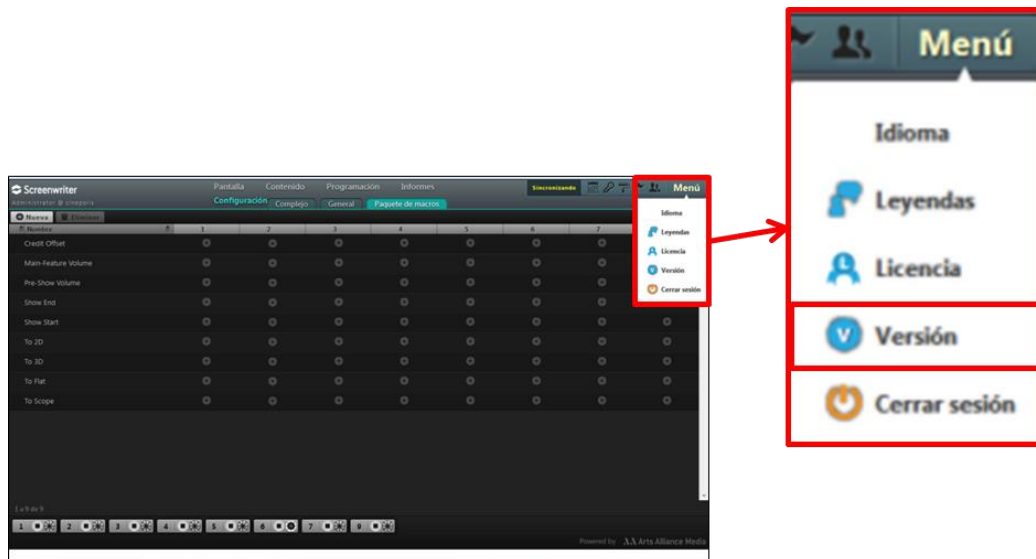 Screenwriter
Pantalla Contenido Programación Informes
Sincronizando
Menú
Administrator @ cinepolis
Configuración Complejo General Paquete de macros
Nueva Eliminar
Nombre 1 2 3 4 5 6 7
Credit Offset
Main-Feature Volume
Pre-Show Volume
Show End
Show Start
To 2D
To 3D
To Flat
To Scope
Idioma
Leyendas
Licencia
Versión
Cerrar sesión
1 a 9 de 9
1 2 3 4 5 6 7 9
Powered by Arts Alliance Media
Menú
Idioma
Leyendas
L Licencia
V Versión
Cerrar sesión